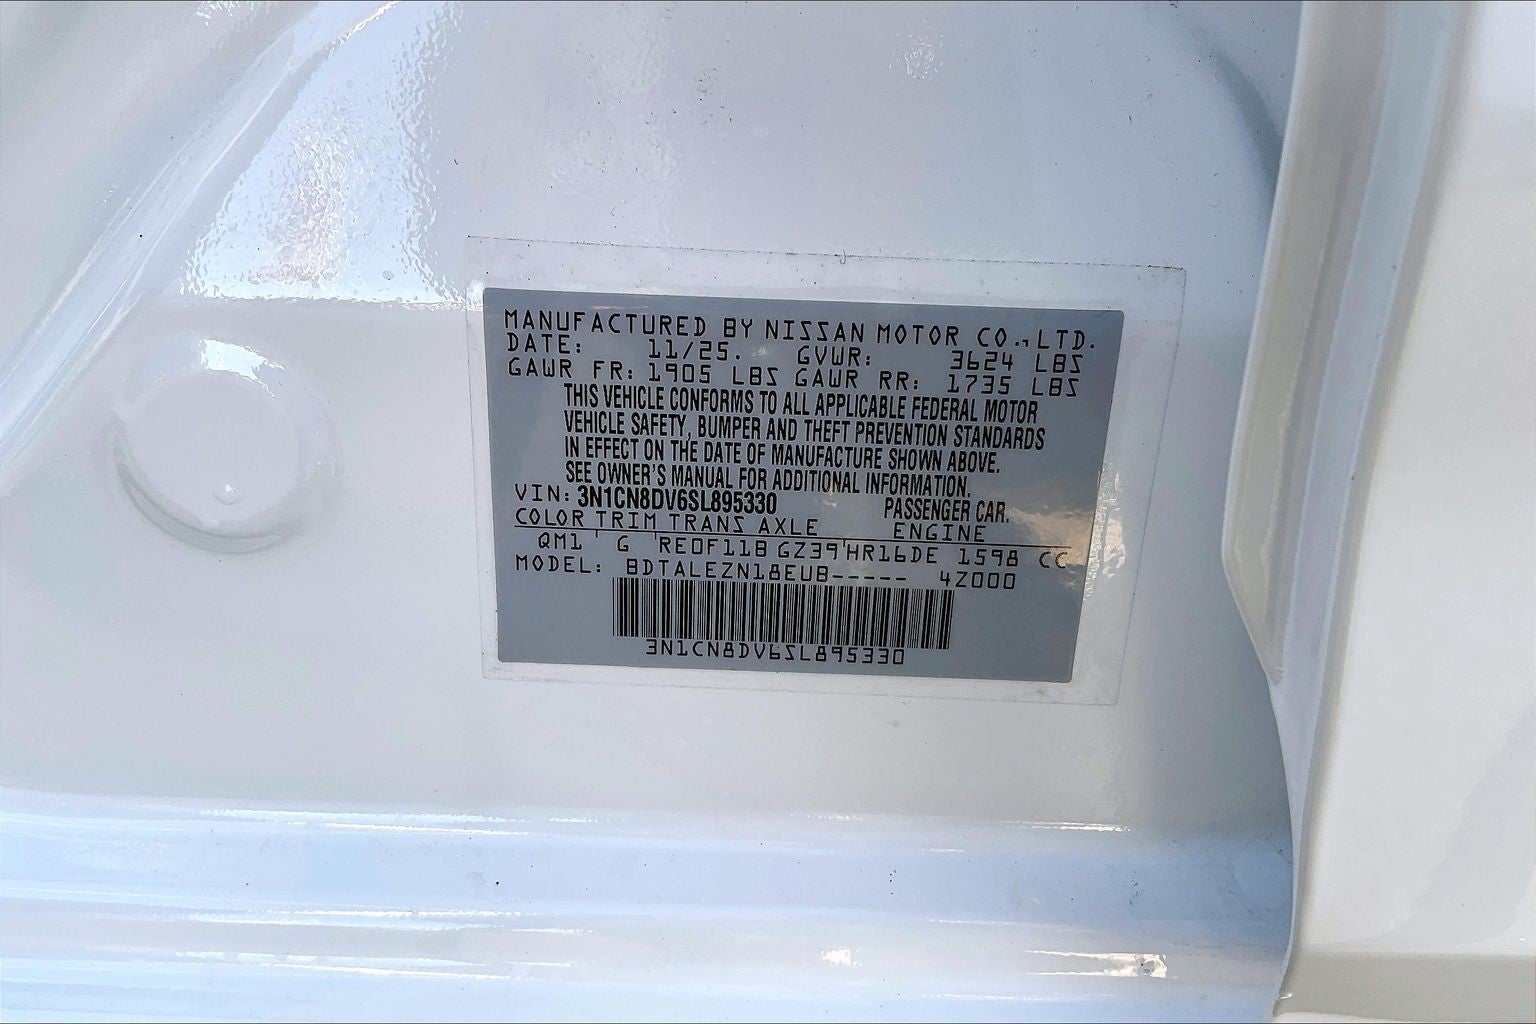 MANUFACTURED BY NISSAN MOTOR CO., LTD.
DATE: 11/25. GVWR: 3624 LBS
GAWR FR: 1905 LBS GAWR RR: 1735 LBS
THIS VEHICLE CONFORMS TO ALL APPLICABLE FEDERAL MOTOR
VEHICLE SAFETY, BUMPER AND THEFT PREVENTION STANDARDS
IN EFFECT ON THE DATE OF MANUFACTURE SHOWN ABOVE.
SEE OWNER'S MANUAL FOR ADDITIONAL INFORMATION.
VIN: 3N1CN8DV6SL895330 PASSENGER CAR.
COLOR TRIM TRANS AXLE ENGINE
QM1 ' G 'RE0F11B GZ39'HR16DE 1598 CC
MODEL: BDTALEZN18EUB----- 4Z000
3N1CN8DV6SL895330